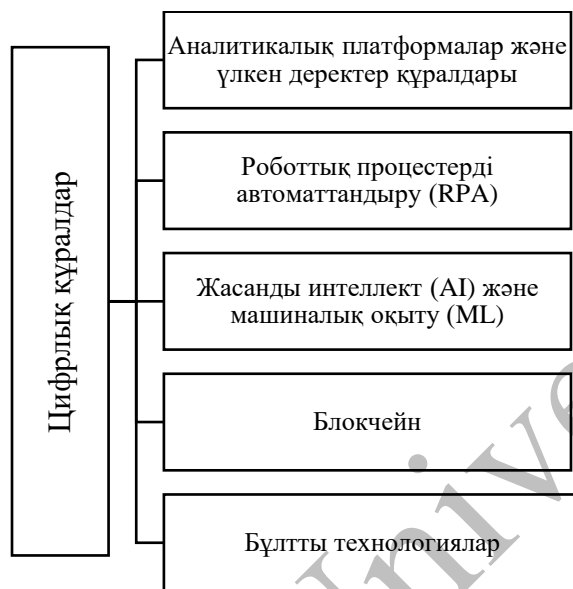 Цифрлық құралдар
Аналитикалық платформалар және
үлкен деректер құралдары
Роботтық процестерді
автоматтандыру (RPA)
Жасанды интеллект (AI) және
машиналық оқыту (ML)
Блокчейн
Бұлтты технологиялар